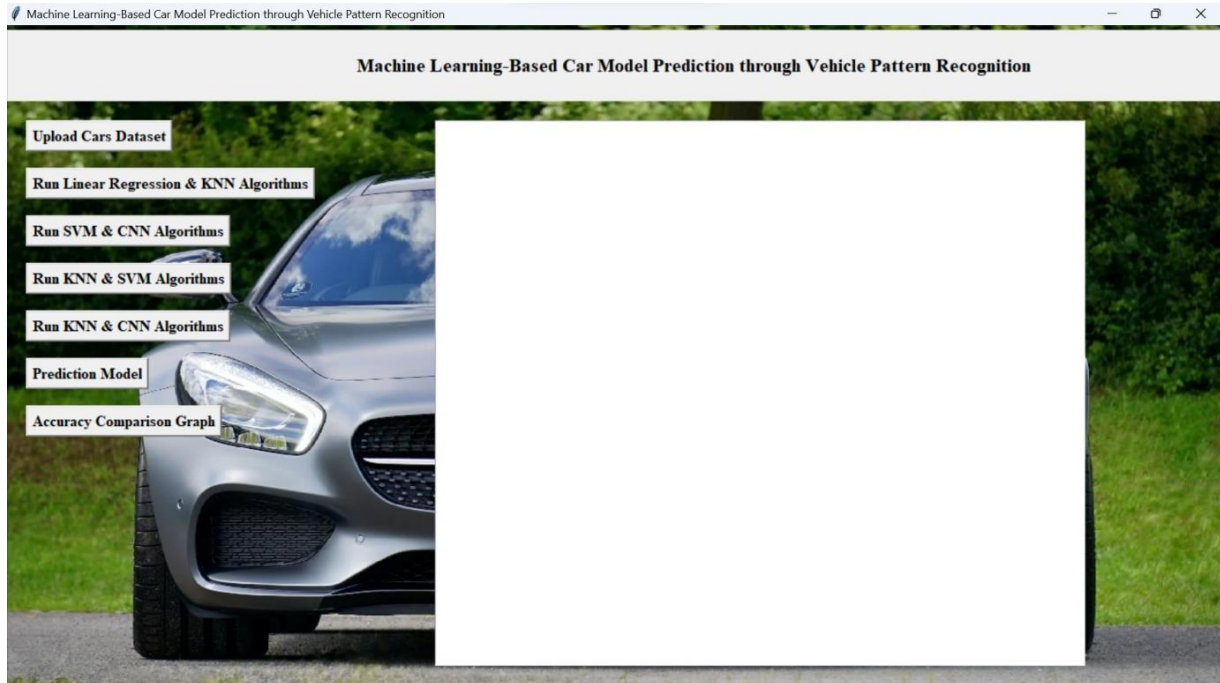 Machine Learning-Based Car Model Prediction through Vehicle Pattern Recognition
Machine Learning-Based Car Model Prediction through Vehicle Pattern Recognition
Upload Cars Dataset
Run Linear Regression & KNN Algorithms
Run SVM & CNN Algorithms
Run KNN & SVM Algorithms
Run KNN & CNN Algorithms
Prediction Model
Accuracy Comparison Graph